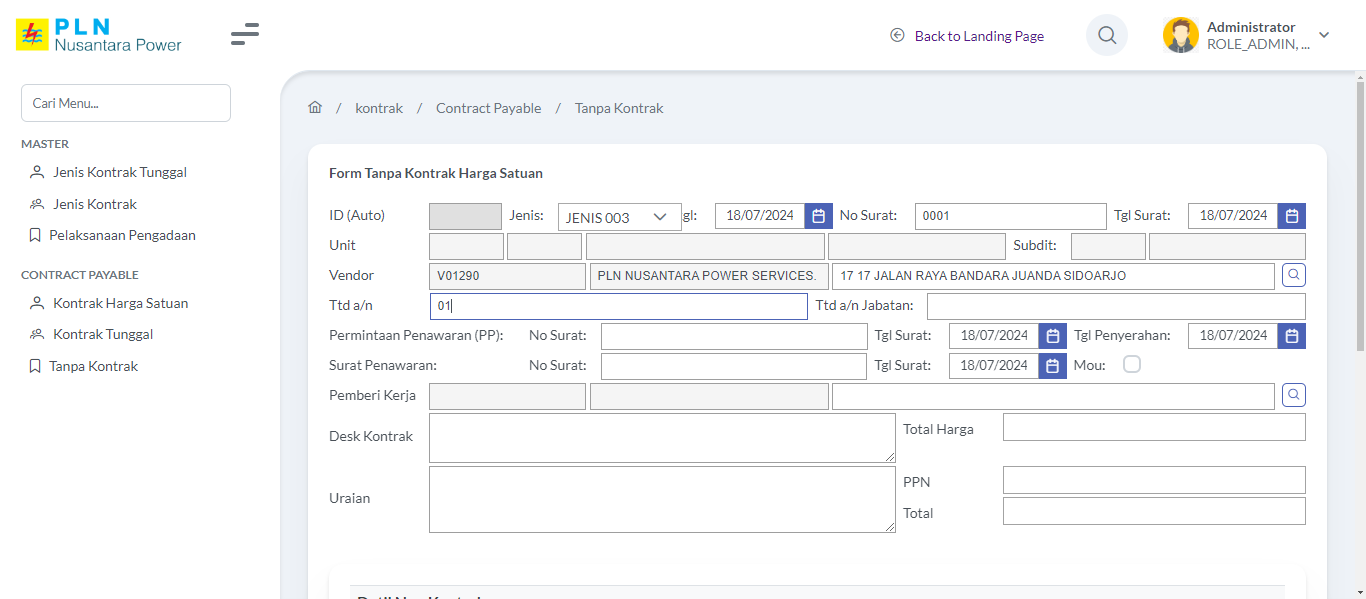 PLN
Nusantara Power
Back to Landing Page
Administrator
ROLE_ADMIN, ...
Cari Menu...
MASTER
Jenis Kontrak Tunggal
Jenis Kontrak
Pelaksanaan Pengadaan
CONTRACT PAYABLE
Kontrak Harga Satuan
Kontrak Tunggal
Tanpa Kontrak
/ kontrak / Contract Payable / Tanpa Kontrak
Form Tanpa Kontrak Harga Satuan
ID (Auto) Jenis: JENIS 003 gl: 18/07/2024 No Surat: 0001 Tgl Surat: 18/07/2024
Unit Subdit:
Vendor V01290 PLN NUSANTARA POWER SERVICES. 17 17 JALAN RAYA BANDARA JUANDA SIDOARJO
Ttd a/n 01 Ttd a/n Jabatan:
Permintaan Penawaran (PP): No Surat: Tgl Surat: 18/07/2024 Tgl Penyerahan: 18/07/2024
Surat Penawaran: No Surat: Tgl Surat: 18/07/2024 Mou:
Pemberi Kerja
Desk Kontrak Total Harga
Uraian PPN
Total